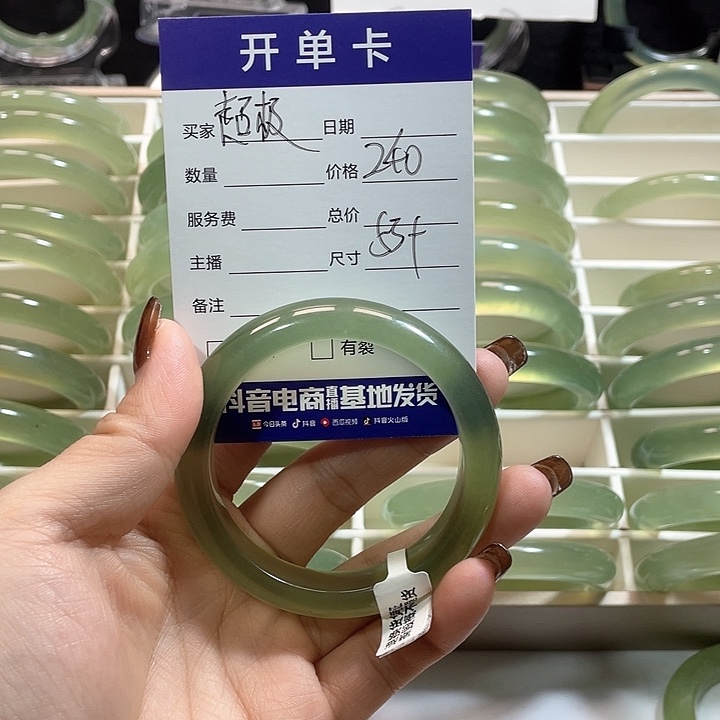 开单卡
买家 超极 日期
数量 价格 240
服务费 总价
主播 尺寸
备注
有裂
抖音电商直播基地发货
今日头条 抖音 西瓜视频 抖音火山版